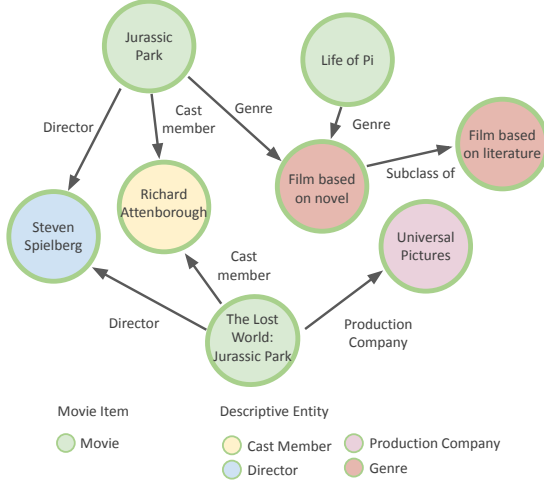 Jurassic
Park
Life of Pi
Cast
member
Genre
Director
Genre
Film based
on literature
Subclass of
Film based
on novel
Richard
Attenborough
Steven
Spielberg
Universal
Pictures
Cast
member
Director
The Lost
World:
Jurassic Park
Production
Company
Movie Item
Descriptive Entity
Movie
Cast Member
Production Company
Director
Genre